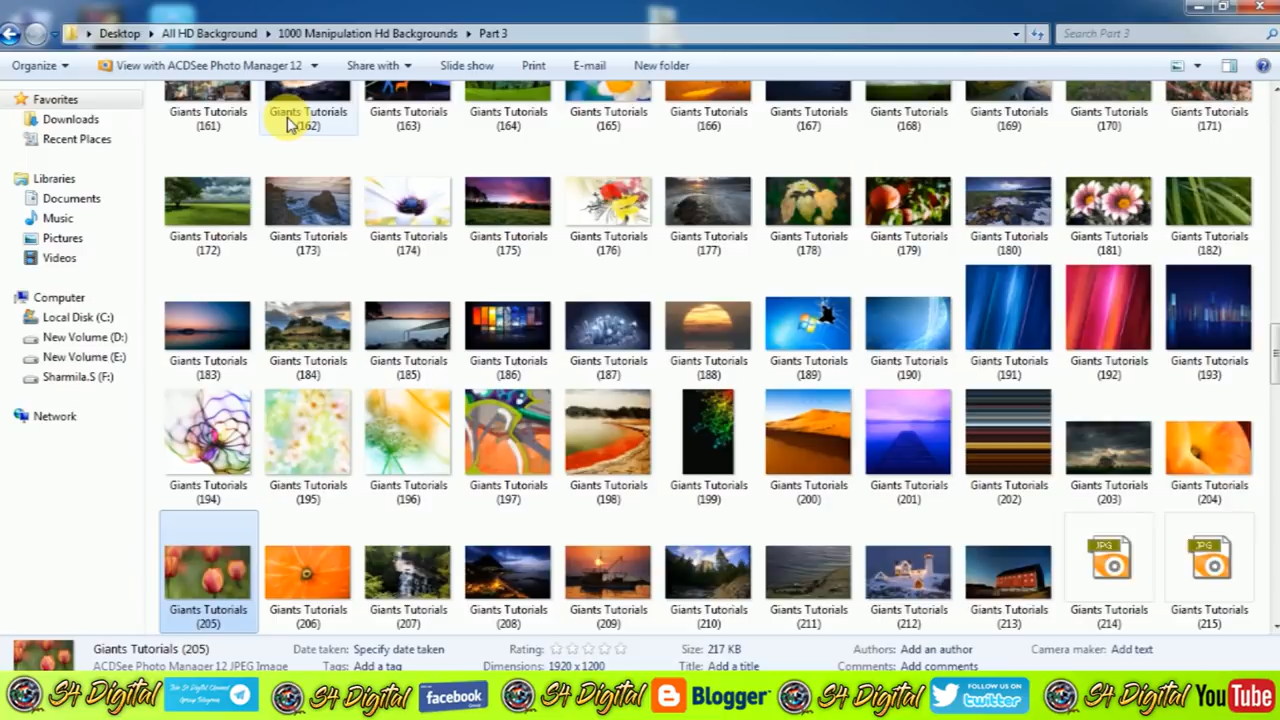 Desktop ▸ All HD Background ▸ 1000 Manipulation Hd Backgrounds ▸ Part 3
Search Part 3
Organize
View with ACDSee Photo Manager 12
Share with
Slide show
Print
E-mail
New folder
Favorites
Downloads
Recent Places
Libraries
Documents
Music
Pictures
Videos
Computer
Local Disk (C:)
New Volume (D:)
New Volume (E:)
Sharmila.S (F:)
Network
Giants Tutorials Giants Tutorials Giants Tutorials Giants Tutorials Giants Tutorials Giants Tutorials Giants Tutorials Giants Tutorials Giants Tutorials Giants Tutorials Giants Tutorials
(161) (162) (163) (164) (165) (166) (167) (168) (169) (170) (171)
Giants Tutorials Giants Tutorials Giants Tutorials Giants Tutorials Giants Tutorials Giants Tutorials Giants Tutorials Giants Tutorials Giants Tutorials Giants Tutorials Giants Tutorials
(172) (173) (174) (175) (176) (177) (178) (179) (180) (181) (182)
Giants Tutorials Giants Tutorials Giants Tutorials Giants Tutorials Giants Tutorials Giants Tutorials Giants Tutorials Giants Tutorials Giants Tutorials Giants Tutorials Giants Tutorials
(183) (184) (185) (186) (187) (188) (189) (190) (191) (192) (193)
Giants Tutorials Giants Tutorials Giants Tutorials Giants Tutorials Giants Tutorials Giants Tutorials Giants Tutorials Giants Tutorials Giants Tutorials Giants Tutorials Giants Tutorials
(194) (195) (196) (197) (198) (199) (200) (201) (202) (203) (204)
JPG JPG
Giants Tutorials Giants Tutorials Giants Tutorials Giants Tutorials Giants Tutorials Giants Tutorials Giants Tutorials Giants Tutorials Giants Tutorials Giants Tutorials Giants Tutorials
(205) (206) (207) (208) (209) (210) (211) (212) (213) (214) (215)
Giants Tutorials (205) Date taken: Specify date taken Rating: Size: 217 KB Authors: Add an author Camera maker: Add text
ACDSee Photo Manager 12 JPEG Image Tags: Add a tag Dimensions: 1920 x 1200 Title: Add a title Comments: Add comments
S4 Digital S4 Digital facebook S4 Digital Blogger S4 Digital FOLLOW US ON twitter S4 Digital YouTube